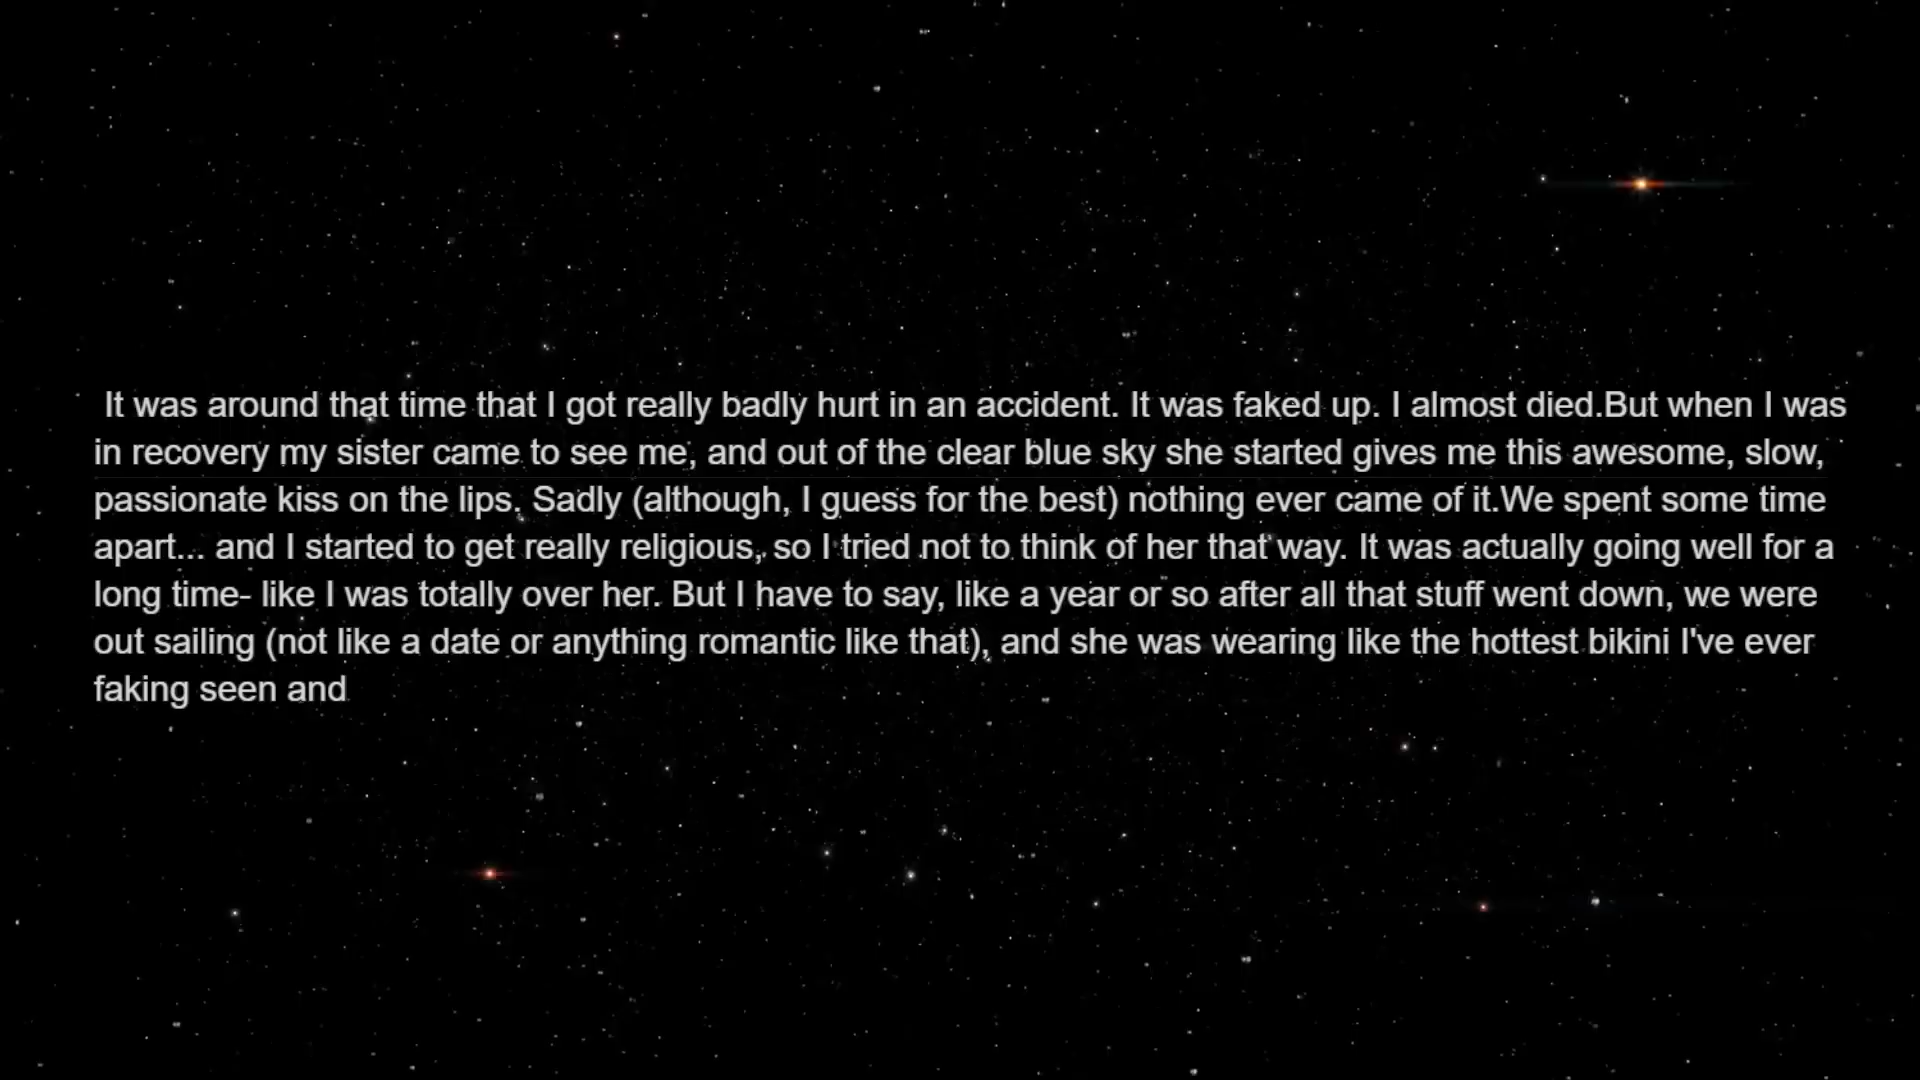 It was around that time that I got really badly hurt in an accident. It was faked up. I almost died.But when I was
in recovery my sister came to see me, and out of the clear blue sky she started gives me this awesome, slow,
passionate kiss on the lips. Sadly (although, I guess for the best) nothing ever came of it.We spent some time
apart... and I started to get really religious, so I tried not to think of her that way. It was actually going well for a
long time- like I was totally over her. But I have to say, like a year or so after all that stuff went down, we were
out sailing (not like a date or anything romantic like that), and she was wearing like the hottest bikini I've ever
faking seen and